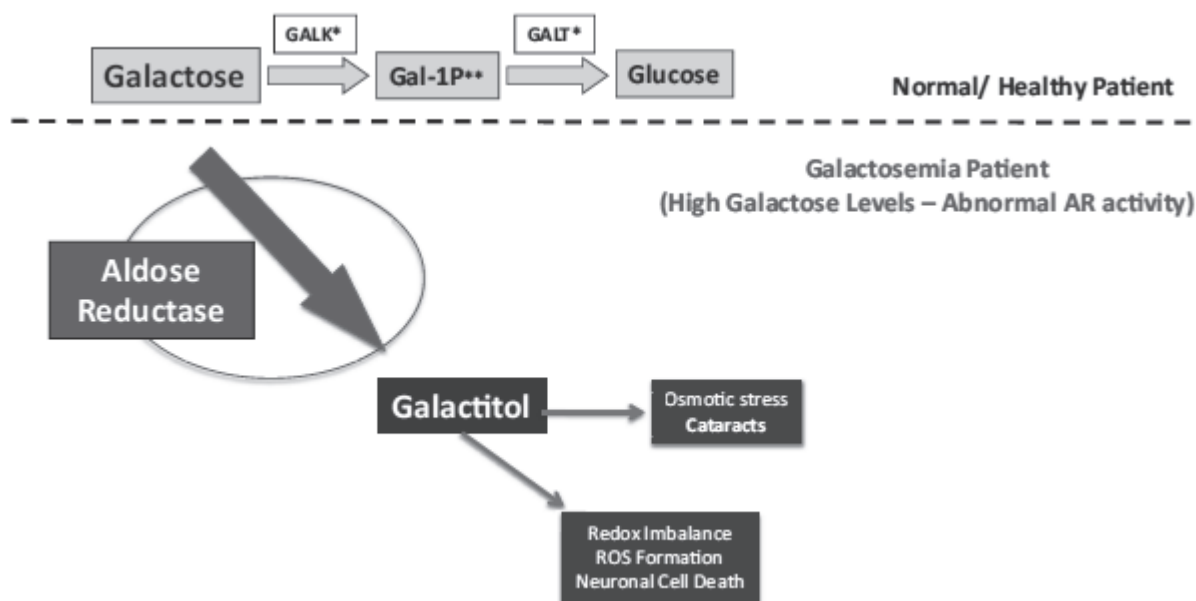 GALK*
GALT*
Galactose
Gal-1P**
Glucose
Normal/ Healthy Patient
Galactosemia Patient
(High Galactose Levels – Abnormal AR activity)
Aldose
Reductase
Galactitol
Osmotic stress
Cataracts
Redox Imbalance
ROS Formation
Neuronal Cell Death